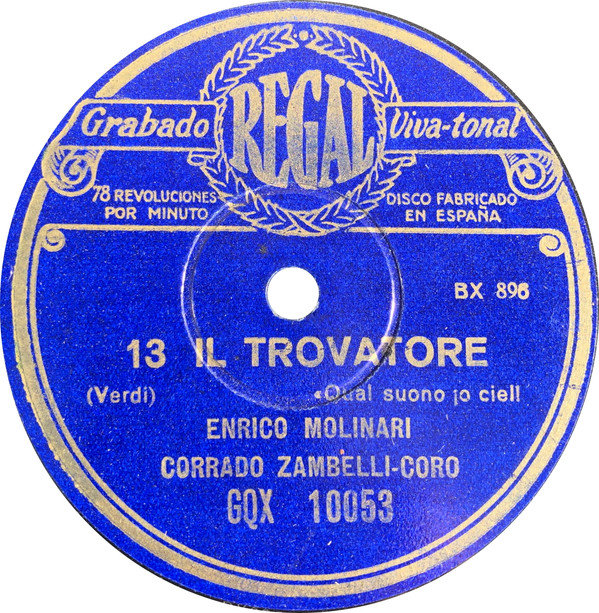 REGAL
Grabado Viva-tonal
78 REVOLUCIONES
POR MINUTO
DISCO FABRICADO
EN ESPAÑA
BX 896
13 IL TROVATORE
(Verdi) «Qual suono ¡o ciel!
ENRICO MOLINARI
CORRADO ZAMBELLI-CORO
GQX 10053